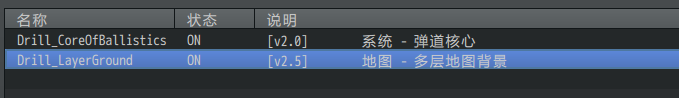 名称 状态 说明
Drill_CoreOfBallistics ON [v2.0] 系统 - 弹道核心
Drill_LayerGround ON [v2.5] 地图 - 多层地图背景